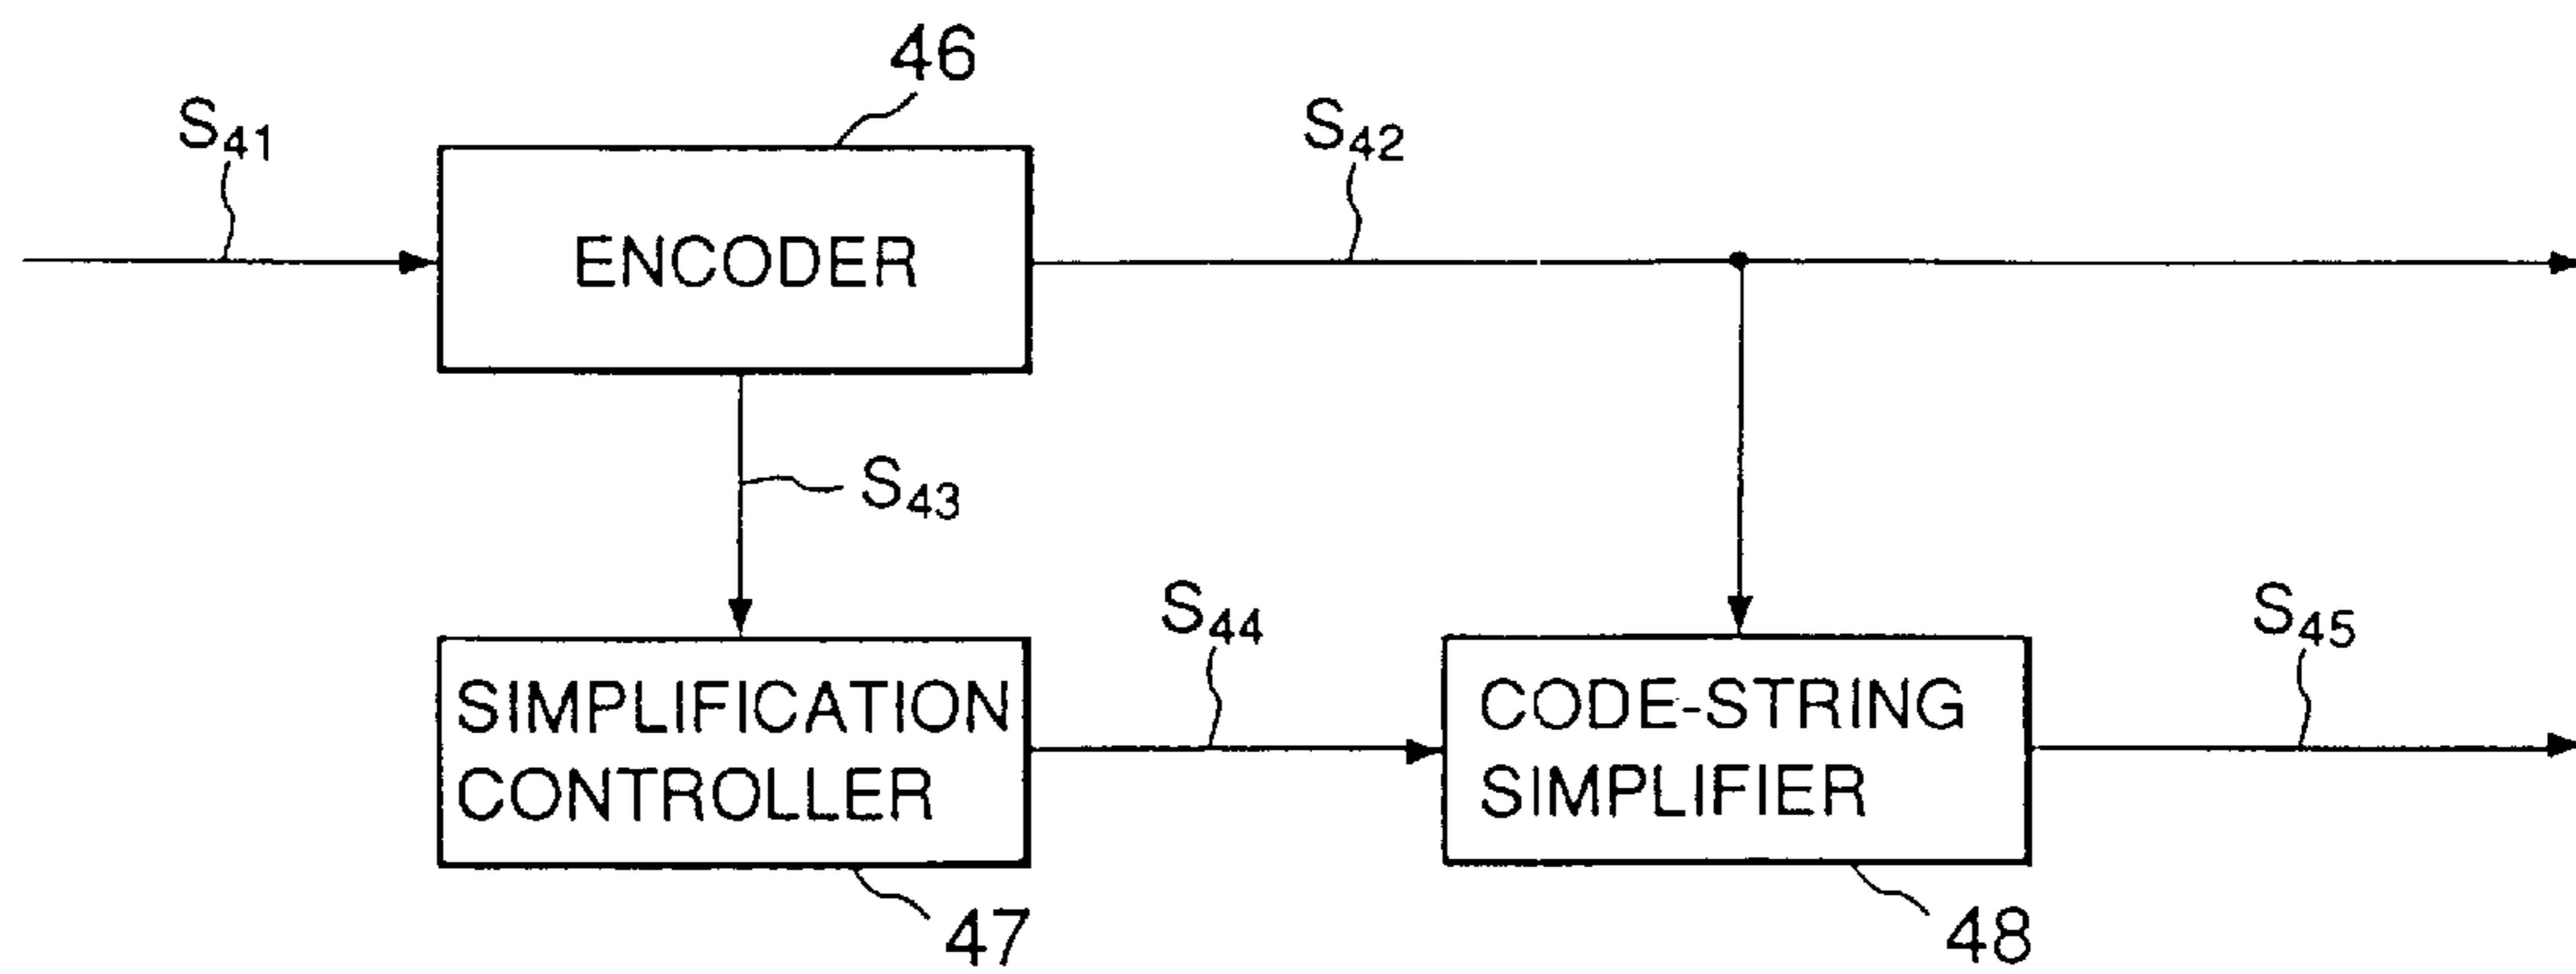 46
S41
S42
ENCODER
S43
S44
S45
SIMPLIFICATION
CONTROLLER
CODE-STRING
SIMPLIFIER
47
48